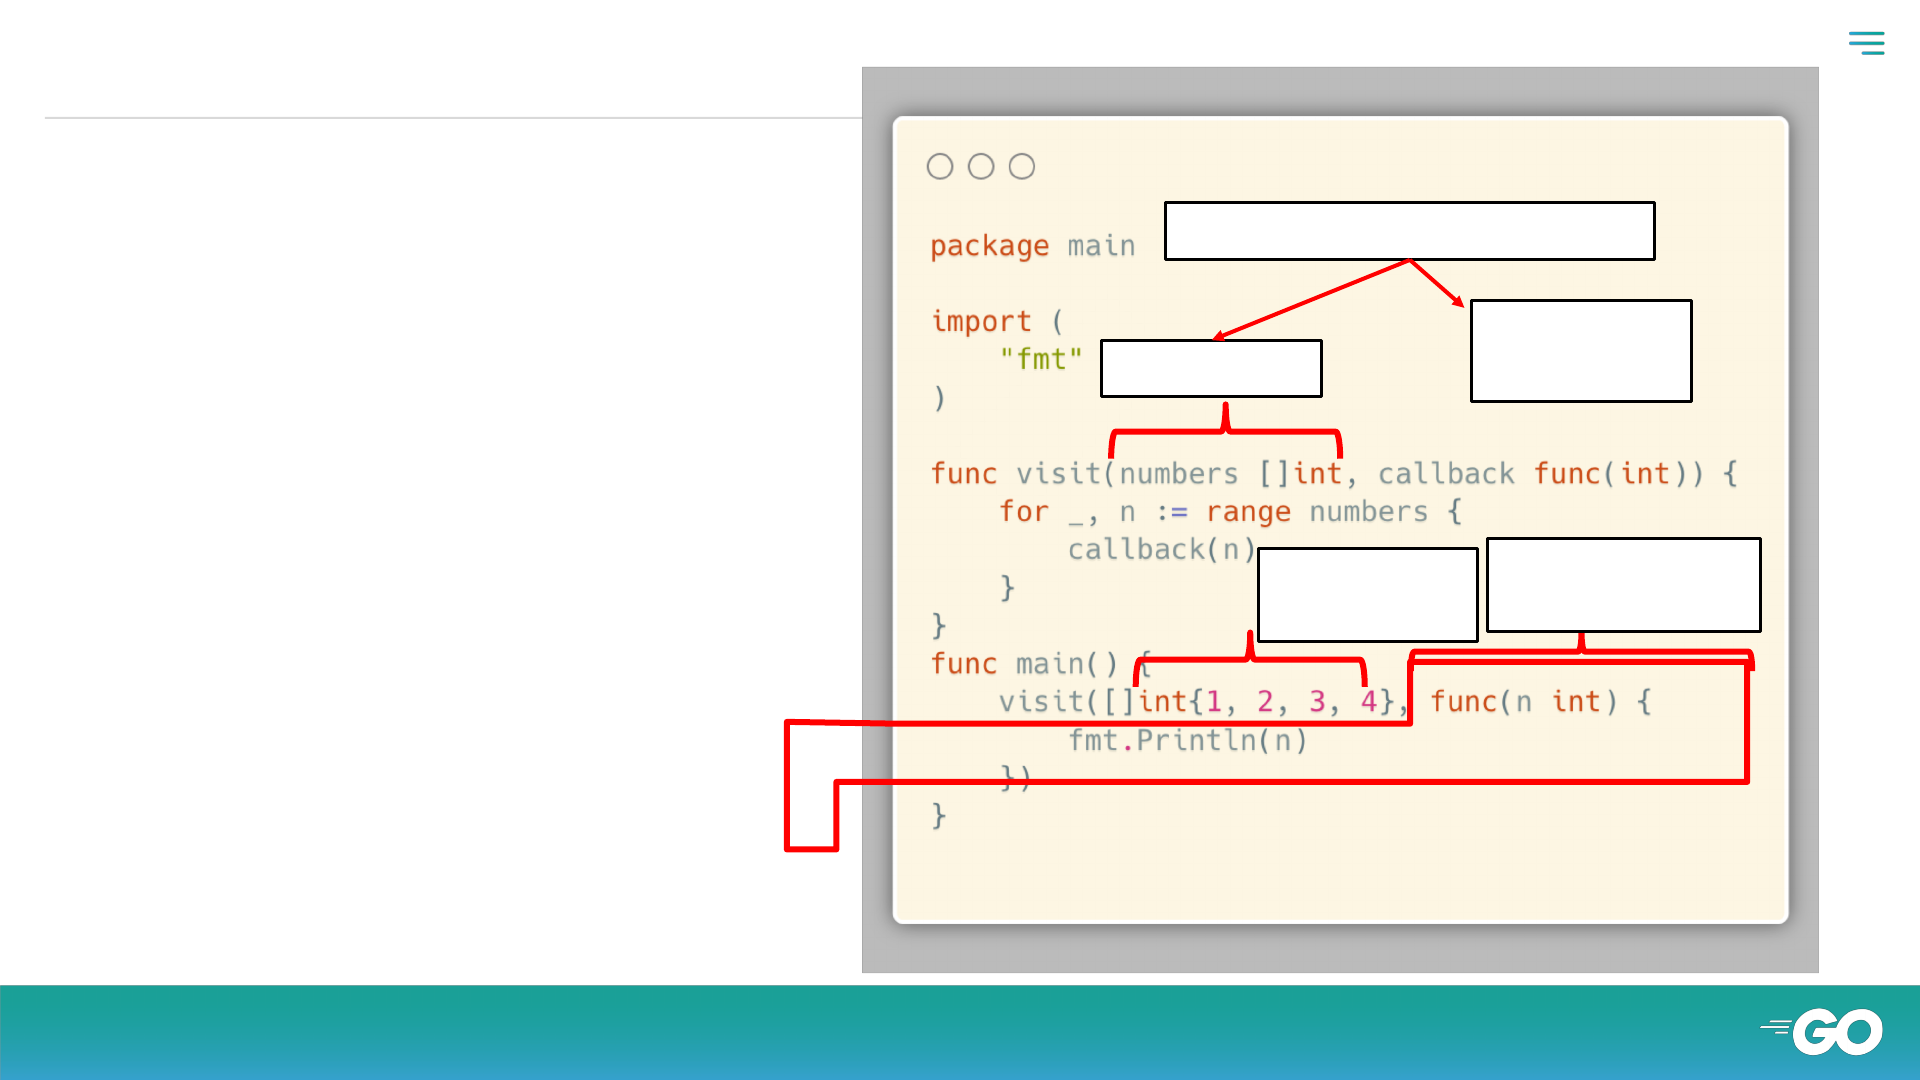 package main
import (
"fmt"
)
func visit(numbers []int, callback func(int)) {
for _, n := range numbers {
callback(n)
}
}
func main() {
visit([]int{1, 2, 3, 4}, func(n int) {
fmt.Println(n)
})
}
GO